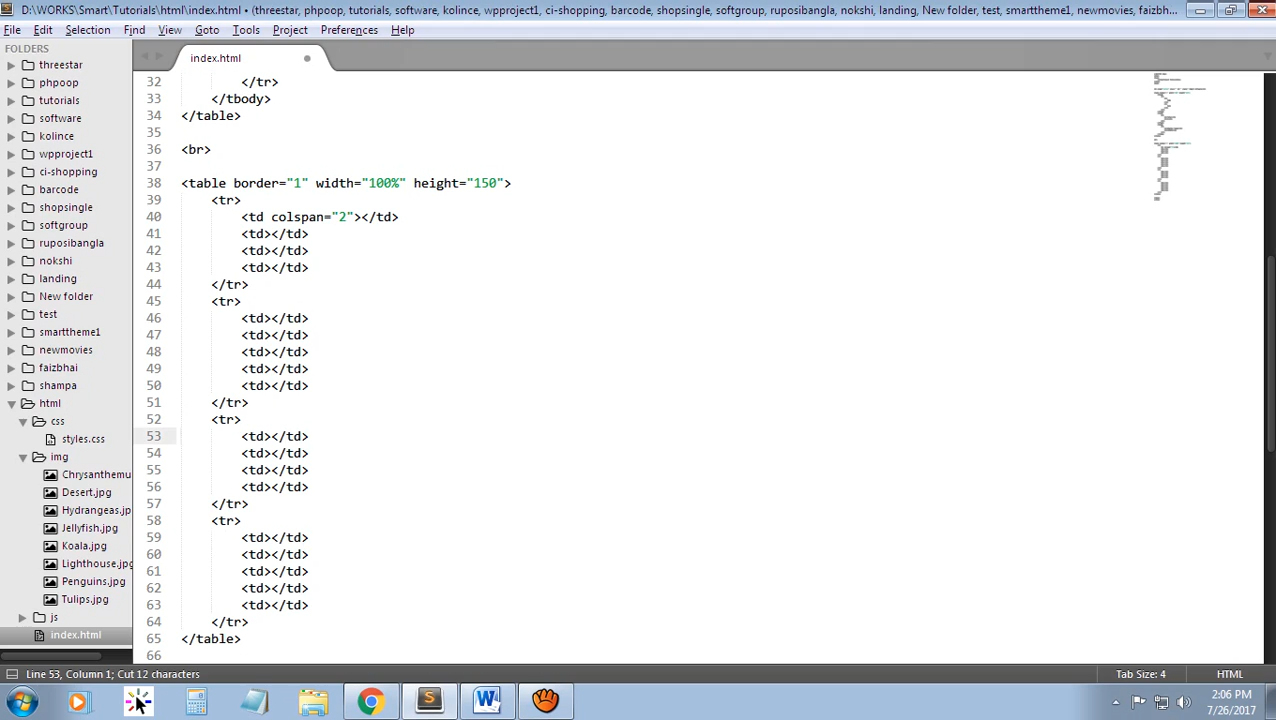 D:\WORKS\Smart\Tutorials\html\index.html • (threestar, phpoop, tutorials, software, kolince, wpproject1, ci-shopping, barcode, shopsingle, softgroup, ruposibangla, nokshi, landing, New folder, test, smarttheme1, newmovies, faizbh...
File Edit Selection Find View Goto Tools Project Preferences Help
FOLDERS
threestar
phpoop
tutorials
software
kolince
wpproject1
ci-shopping
barcode
shopsingle
softgroup
ruposibangla
nokshi
landing
New folder
test
smarttheme1
newmovies
faizbhai
shampa
html
css
styles.css
img
Chrysanthemu
Desert.jpg
Hydrangeas.jp
Jellyfish.jpg
Koala.jpg
Lighthouse.jpg
Penguins.jpg
Tulips.jpg
js
index.html
index.html
32 </tr>
33 </tbody>
34 </table>
35
36 <br>
37
38 <table border="1" width="100%" height="150">
39 <tr>
40 <td colspan="2"></td>
41 <td></td>
42 <td></td>
43 <td></td>
44 </tr>
45 <tr>
46 <td></td>
47 <td></td>
48 <td></td>
49 <td></td>
50 <td></td>
51 </tr>
52 <tr>
53 <td></td>
54 <td></td>
55 <td></td>
56 <td></td>
57 </tr>
58 <tr>
59 <td></td>
60 <td></td>
61 <td></td>
62 <td></td>
63 <td></td>
64 </tr>
65 </table>
66
Line 53, Column 1; Cut 12 characters
Tab Size: 4
HTML
2:06 PM
7/26/2017